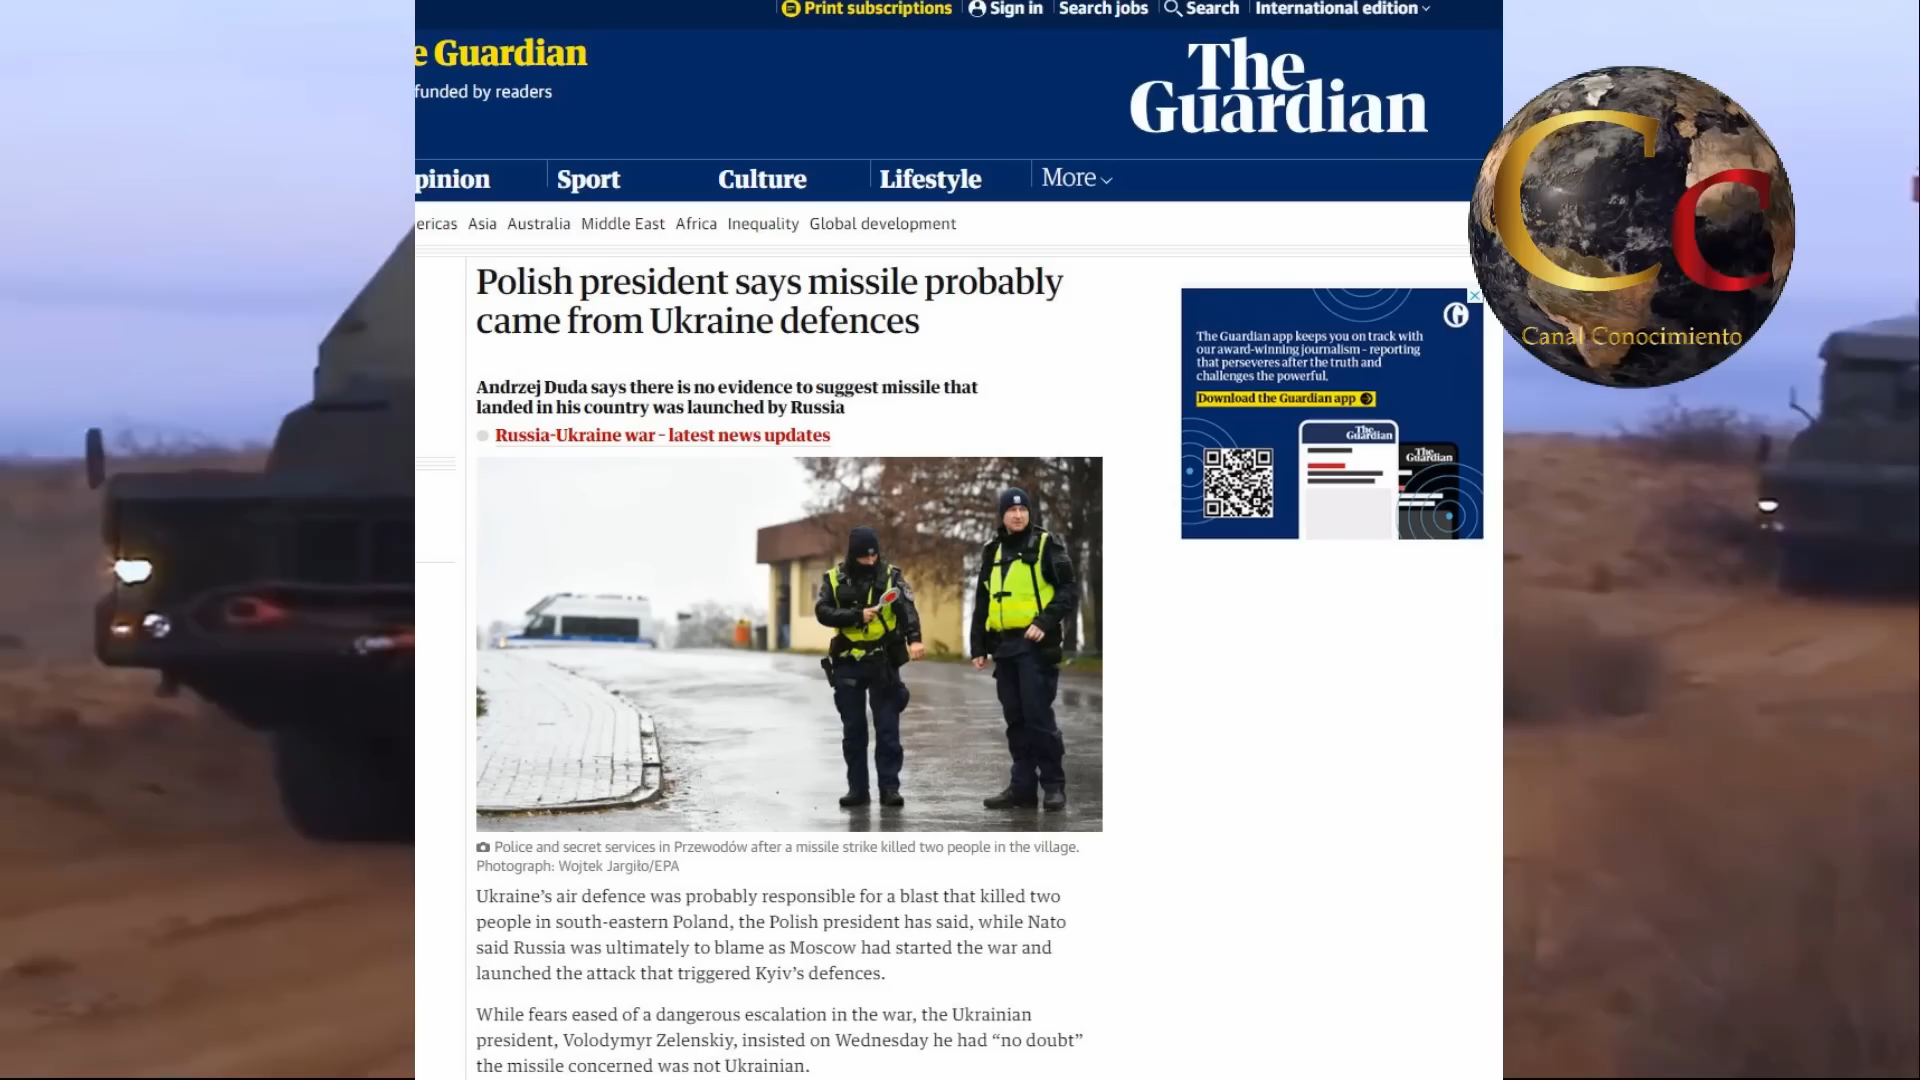 Print subscriptions
Sign in
Search jobs
Search
International edition
e Guardian
funded by readers
The
Guardian
pinion
Sport
Culture
Lifestyle
More
ericas Asia Australia Middle East Africa Inequality Global development
Polish president says missile probably
came from Ukraine defences
Andrzej Duda says there is no evidence to suggest missile that
landed in his country was launched by Russia
Russia-Ukraine war – latest news updates
Police and secret services in Przewodów after a missile strike killed two people in the village.
Photograph: Wojtek Jargiło/EPA
Ukraine’s air defence was probably responsible for a blast that killed two
people in south-eastern Poland, the Polish president has said, while Nato
said Russia was ultimately to blame as Moscow had started the war and
launched the attack that triggered Kyiv’s defences.
While fears eased of a dangerous escalation in the war, the Ukrainian
president, Volodymyr Zelenskiy, insisted on Wednesday he had “no doubt”
the missile concerned was not Ukrainian.
The Guardian app keeps you on track with
our award-winning journalism – reporting
that perseveres after the truth and
challenges the powerful.
Download the Guardian app
The
Guardian
The
Guardian
G
Cc
Canal Conocimiento